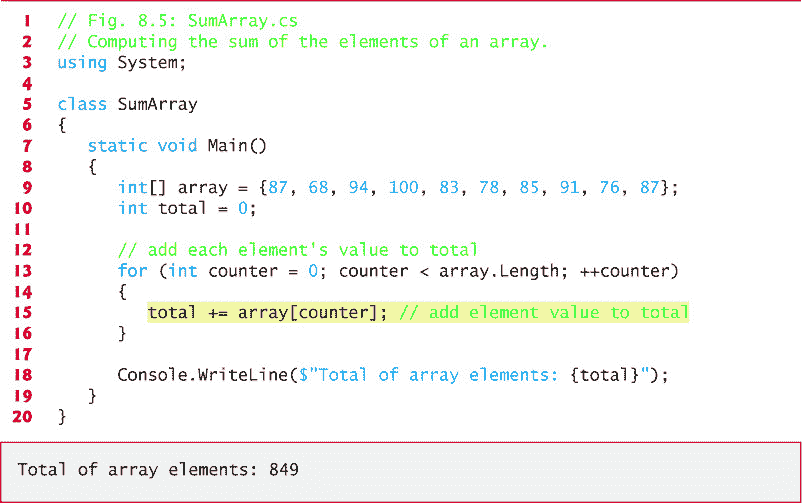 1 // Fig. 8.5: SumArray.cs
2 // Computing the sum of the elements of an array.
3 using System;
4
5 class SumArray
6 {
7    static void Main()
8    {
9       int[] array = {87, 68, 94, 100, 83, 78, 85, 91, 76, 87};
10       int total = 0;
11
12       // add each element's value to total
13       for (int counter = 0; counter < array.Length; ++counter)
14       {
15          total += array[counter]; // add element value to total
16       }
17
18       Console.WriteLine($"Total of array elements: {total}");
19    }
20 }
Total of array elements: 849